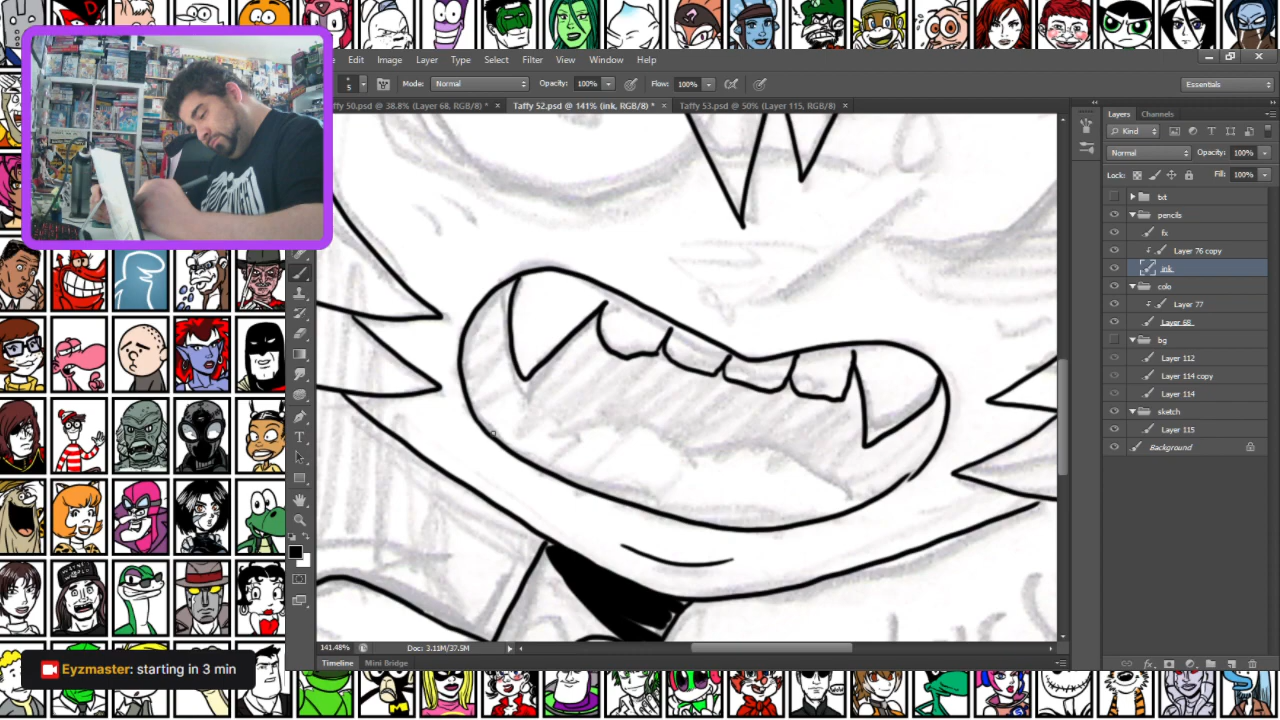 Edit Image Layer Type Select Filter View Window Help
5 Mode: Normal Opacity: 100% Flow: 100% Essentials
ffy 50.psd @ 38.8% (Layer 68, RGB/8) * × Taffy 52.psd @ 141% (ink, RGB/8) * × Taffy 53.psd @ 50% (Layer 115, RGB/8) ×
Layers Channels
Kind
Normal Opacity: 100%
Lock: Fill: 100%
txt
pencils
fx
Layer 76 copy
ink
colo
Layer 77
Layer 68
bg
Layer 112
Layer 114 copy
Layer 114
sketch
Layer 115
Background
141.48% Doc: 3.11M/37.5M
Timeline Mini Bridge
Eyzmaster: starting in 3 min